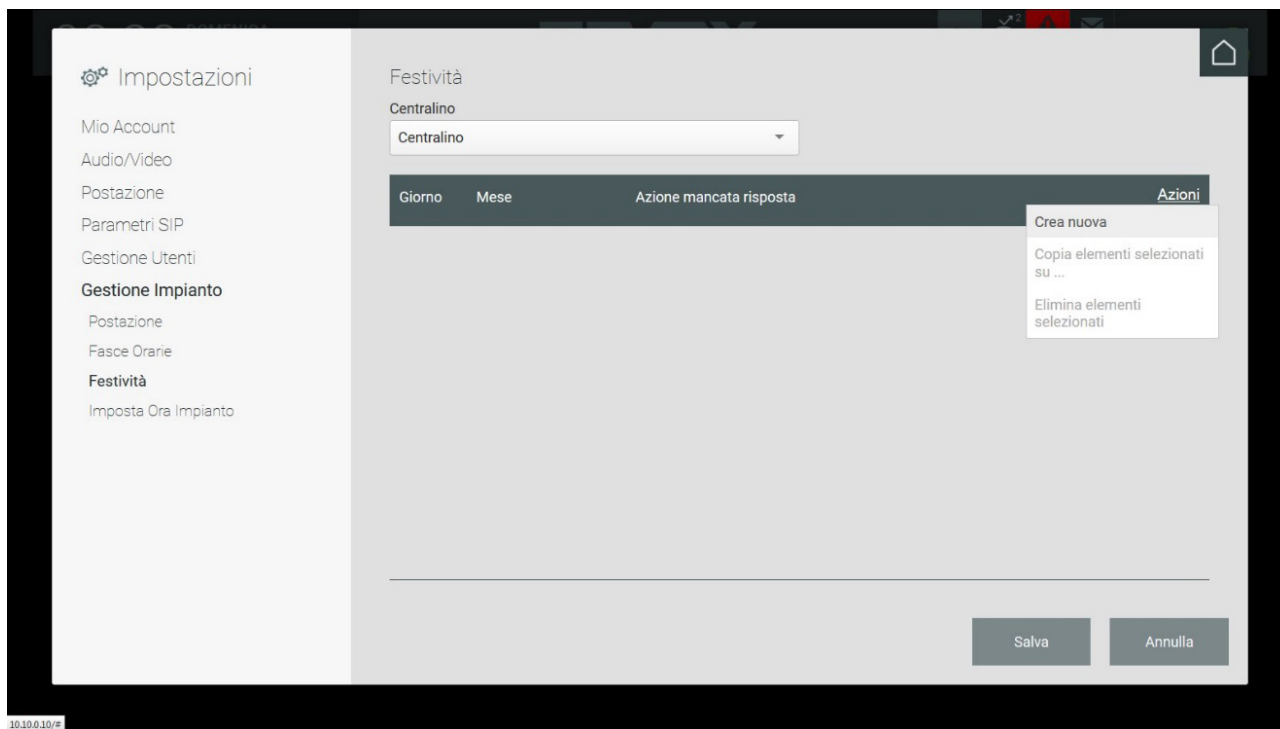 Impostazioni
Mio Account
Audio/Video
Postazione
Parametri SIP
Gestione Utenti
Gestione Impianto
Postazione
Fasce Orarie
Festività
Imposta Ora Impianto
Festività
Centralino
Centralino
Giorno Mese Azione mancata risposta Azioni
Crea nuova
Copia elementi selezionati
su ...
Elimina elementi
selezionati
Salva Annulla
10.10.0.10/#